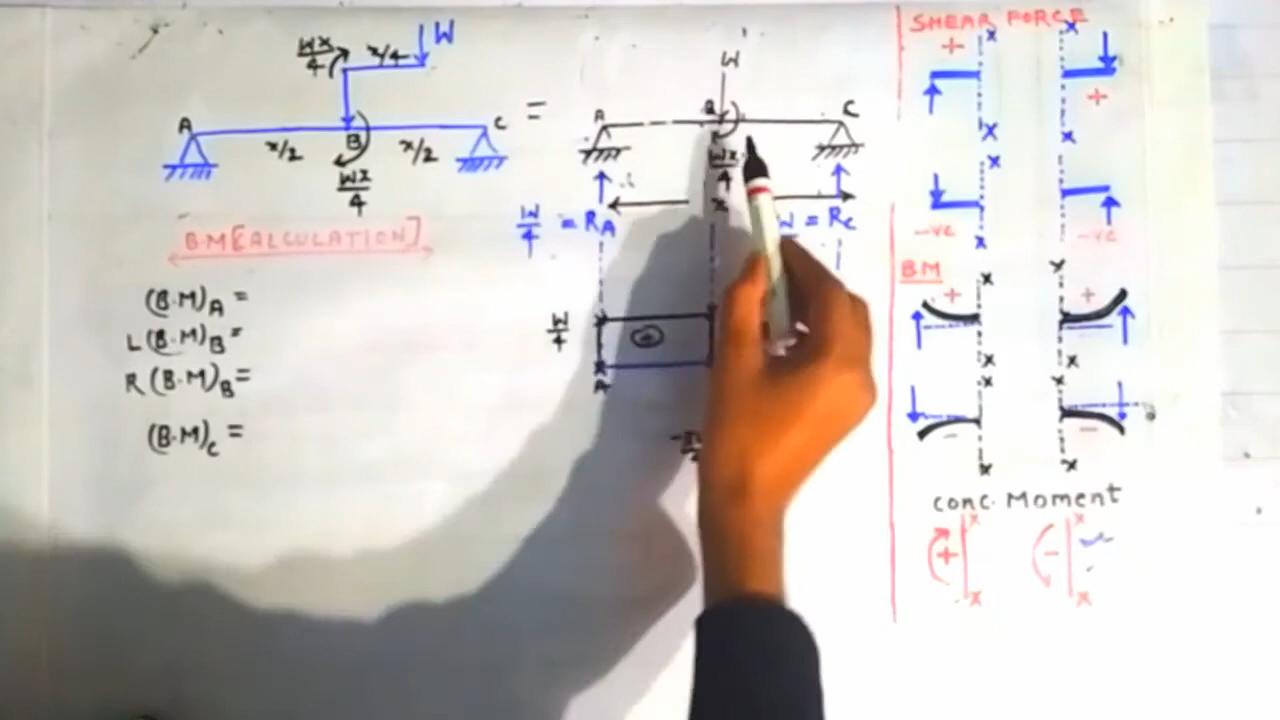 Wx/4 x/4 W
A B C
x/2 x/2
Wx/4
=
W
A B C
Wx/4
x
W/4 = RA
= RC
B.M CALCULATION]
(B.M)A =
L(B.M)B =
R(B.M)B =
(B.M)C =
W/4
A
SHEAR FORCE
+ x x
+
x x
x
-ve x -ve
BM
x x
+ +
x x
x x
- -
x x
conc. Moment
x x
+ -
x x